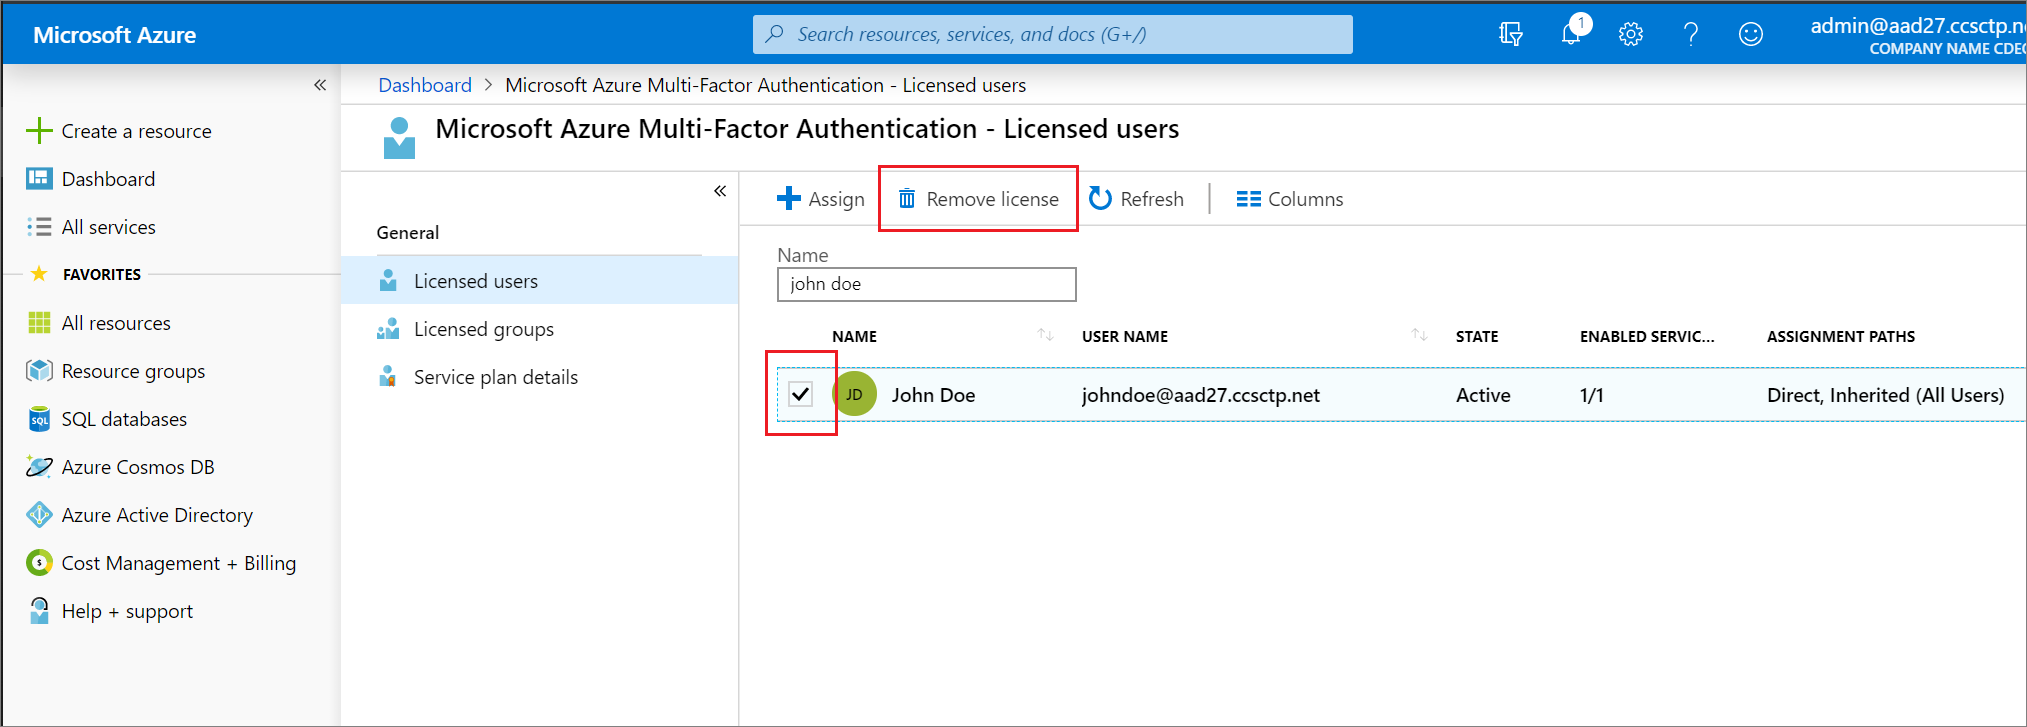 Microsoft Azure
Search resources, services, and docs (G+/)
1
admin@aad27.ccsctp.ne
COMPANY NAME CDEC
«
Create a resource
Dashboard
All services
FAVORITES
All resources
Resource groups
SQL
SQL databases
Azure Cosmos DB
Azure Active Directory
$
Cost Management + Billing
Help + support
Dashboard > Microsoft Azure Multi-Factor Authentication - Licensed users
Microsoft Azure Multi-Factor Authentication - Licensed users
«
General
Licensed users
Licensed groups
Service plan details
Assign Remove license Refresh Columns
Name
john doe
NAME USER NAME STATE ENABLED SERVIC... ASSIGNMENT PATHS
JD John Doe johndoe@aad27.ccsctp.net Active 1/1 Direct, Inherited (All Users)